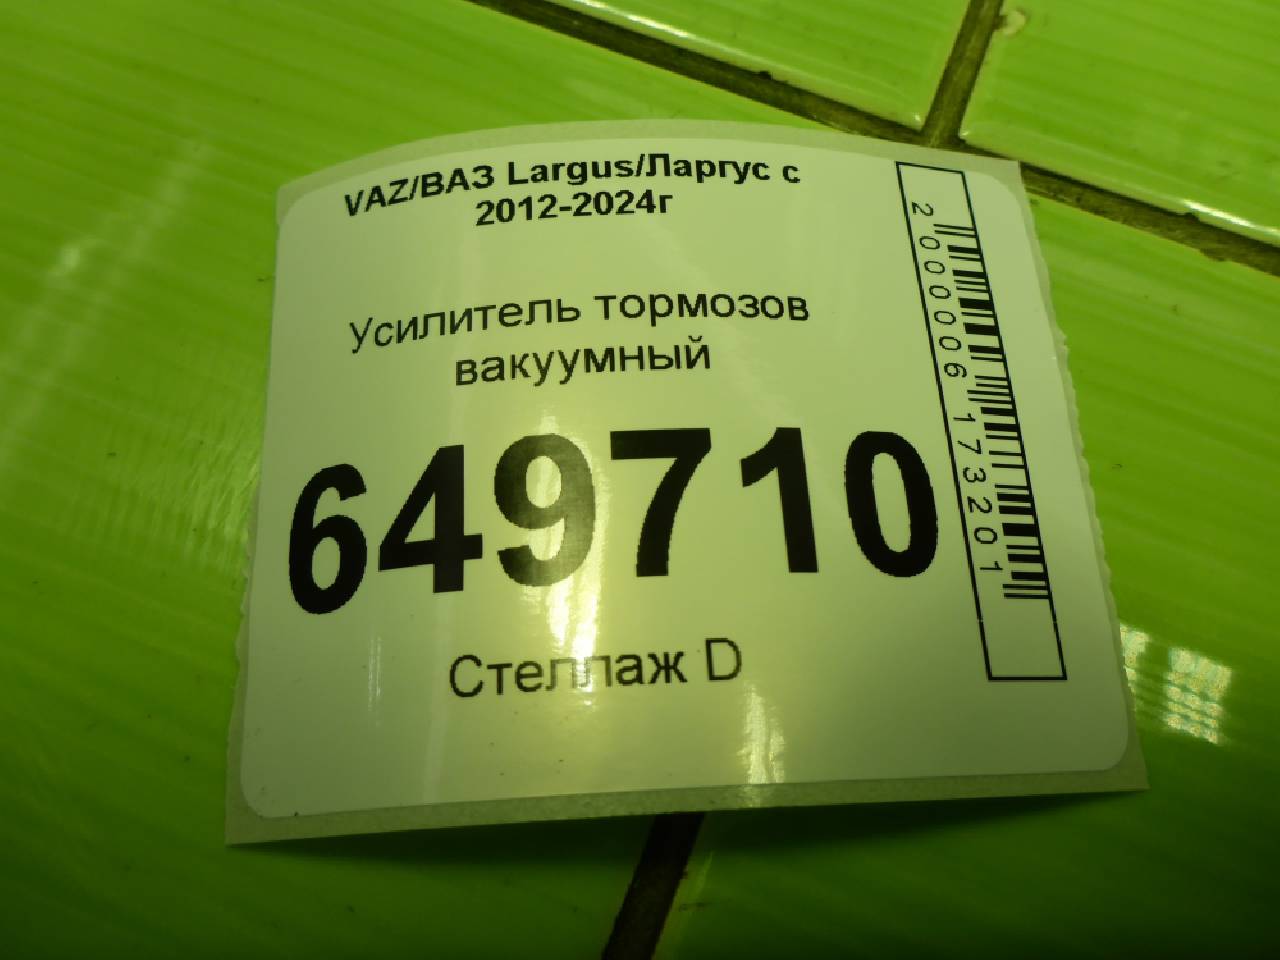 VAZ/ВАЗ Largus/Ларгус с
2012-2024г
Усилитель тормозов
вакуумный
649710
Стеллаж D
2000006173201